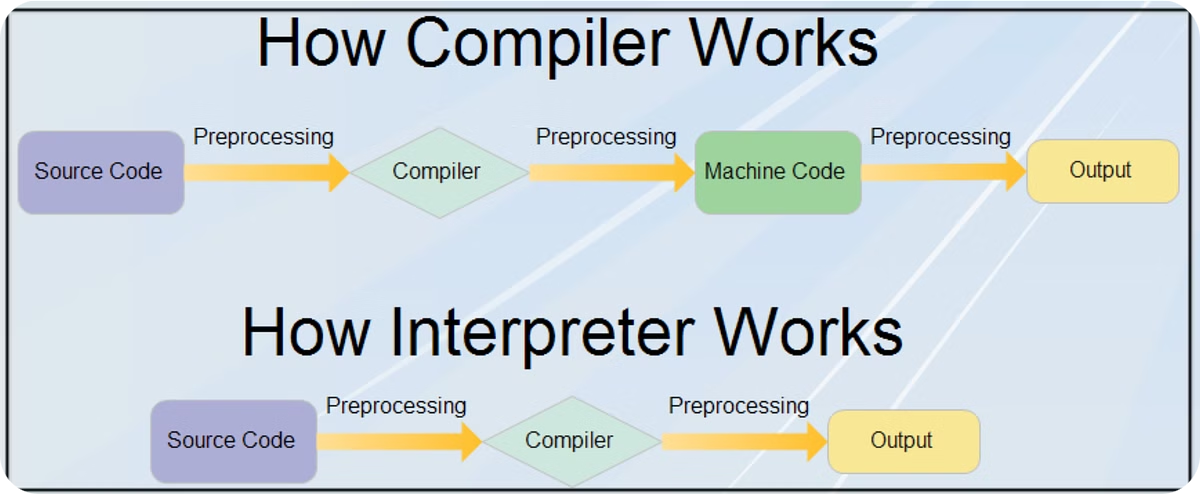 How Compiler Works
Preprocessing
Preprocessing
Preprocessing
Source Code
Compiler
Machine Code
Output
How Interpreter Works
Preprocessing
Preprocessing
Source Code
Compiler
Output